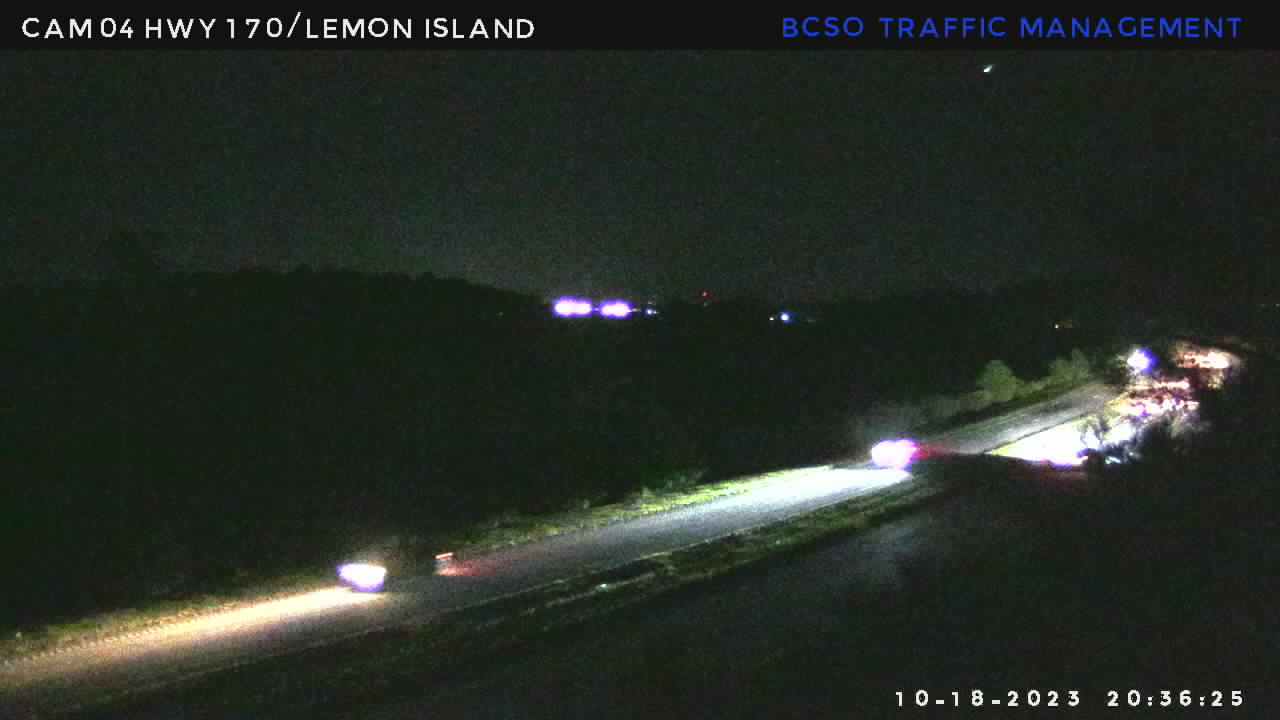 CAM04 HWY 170/LEMON ISLAND
BCSO TRAFFIC MANAGEMENT
10-18-2023 20:36:25